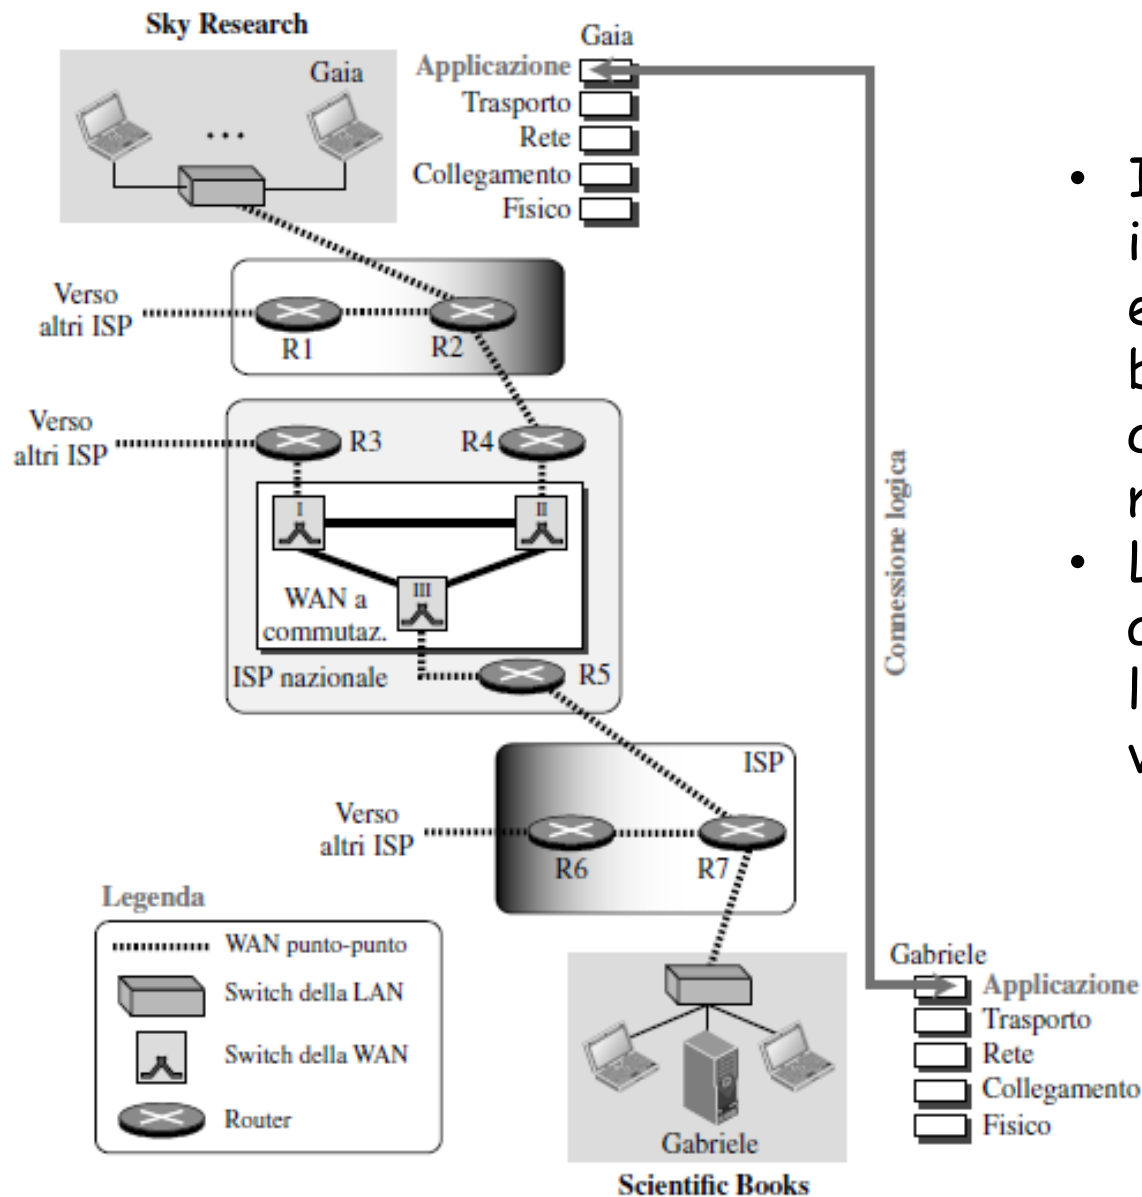 Sky Research
Gaia
Gaia
Applicazione
Trasporto
Rete
Collegamento
Fisico
...
Verso
altri ISP
R1
R2
Verso
altri ISP
R3
R4
I
II
III
WAN a
commutaz.
ISP nazionale
R5
Connessione logica
ISP
Verso
altri ISP
R6
R7
Legenda
WAN punto-punto
Switch della LAN
Switch della WAN
Router
Gabriele
Scientific Books
Gabriele
Applicazione
Trasporto
Rete
Collegamento
Fisico